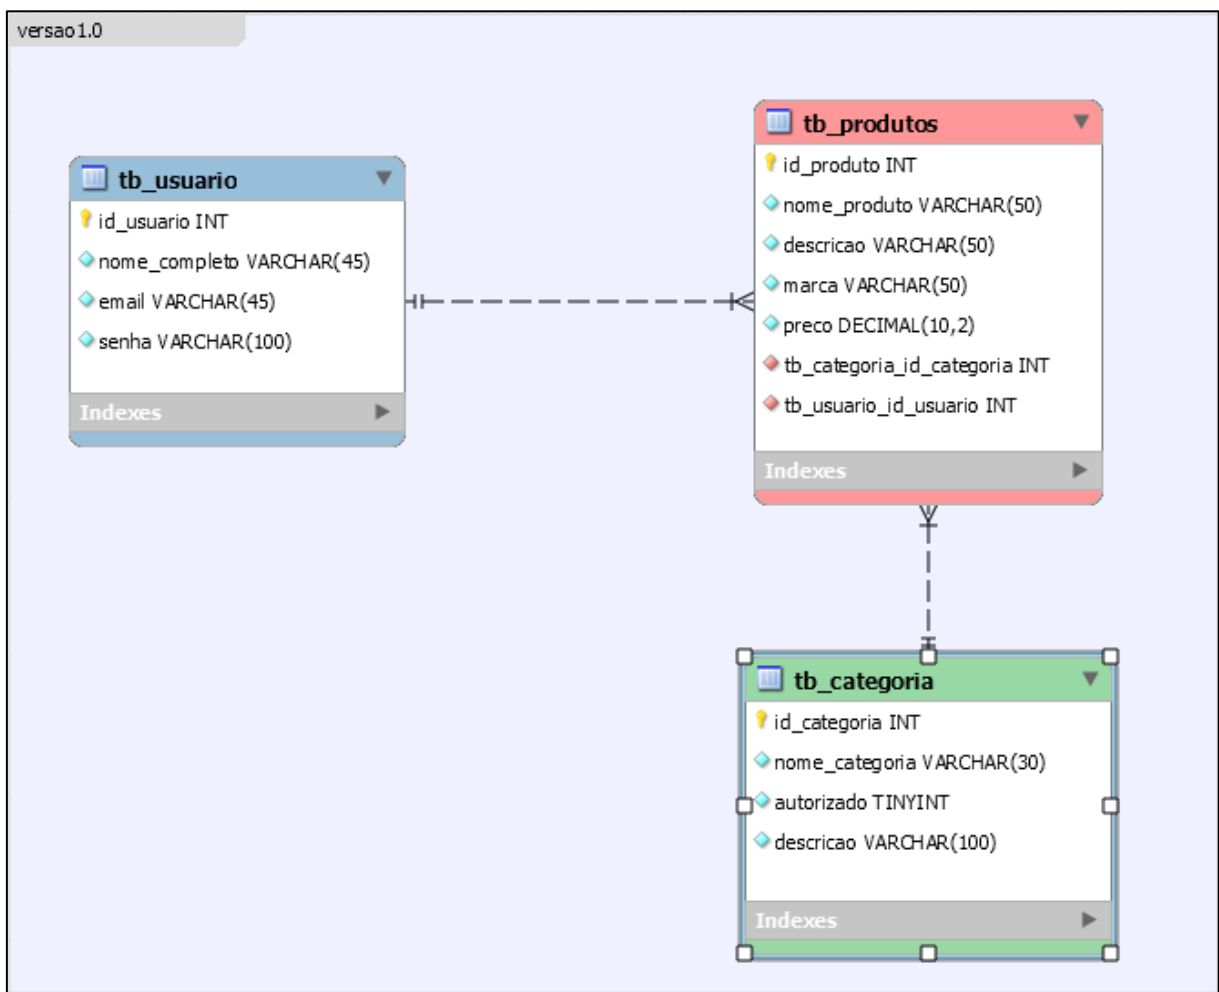 versao1.0
tb_usuario
id_usuario INT
nome_completo VARCHAR(45)
email VARCHAR(45)
senha VARCHAR(100)
Indexes
tb_produtos
id_produto INT
nome_produto VARCHAR(50)
descricao VARCHAR(50)
marca VARCHAR(50)
preco DECIMAL(10,2)
tb_categoria_id_categoria INT
tb_usuario_id_usuario INT
Indexes
tb_categoria
id_categoria INT
nome_categoria VARCHAR(30)
autorizado TINYINT
descricao VARCHAR(100)
Indexes